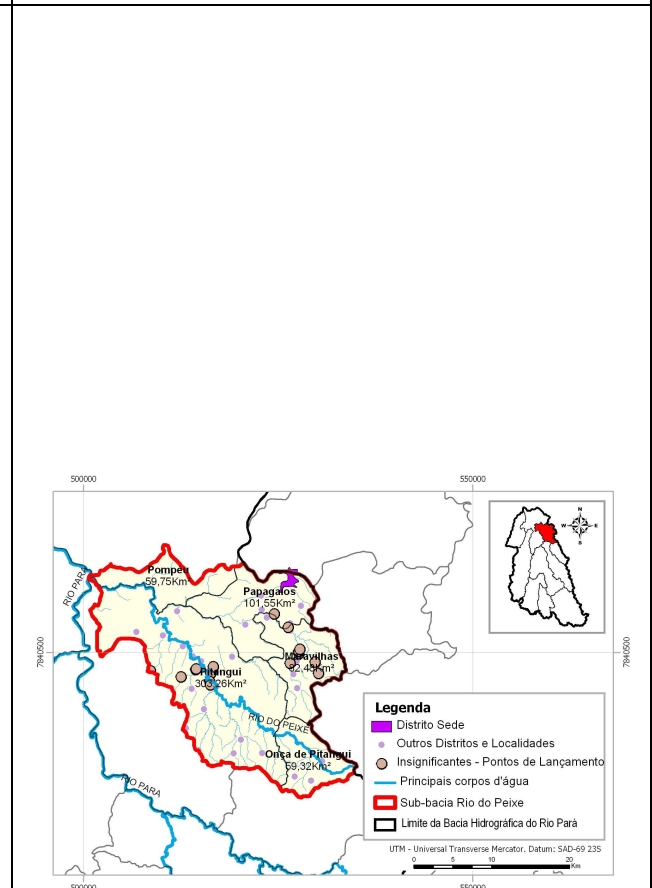 500000
550000
N
W
E
S
RIO PARÁ
Pompeu
59,75Km²
Papagaios
101,55Km²
7840500
7840500
Maravilhas
Pitangui
303,26Km²
RIO DO PEIXE
Onça de Pitangui
59,32Km²
RIO PARA
Legenda
Distrito Sede
Outros Distritos e Localidades
Insignificantes - Pontos de Lançamento
Principais corpos d'água
Sub-bacia Rio do Peixe
Limite da Bacia Hidrográfica do Rio Pará
UTM - Universal Transverse Mercator. Datum: SAD-69 23S
0 5 10 20
Km
500000
550000